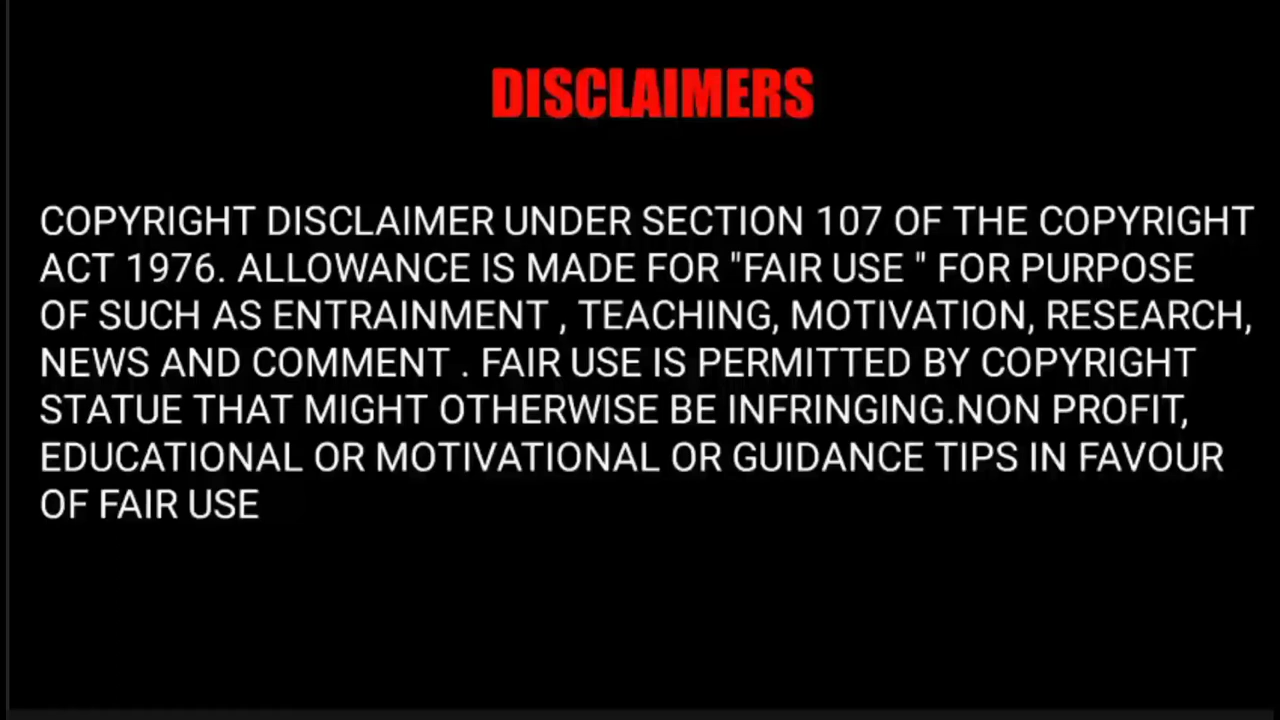 DISCLAIMERS
COPYRIGHT DISCLAIMER UNDER SECTION 107 OF THE COPYRIGHT
ACT 1976. ALLOWANCE IS MADE FOR "FAIR USE " FOR PURPOSE
OF SUCH AS ENTRAINMENT , TEACHING, MOTIVATION, RESEARCH,
NEWS AND COMMENT . FAIR USE IS PERMITTED BY COPYRIGHT
STATUE THAT MIGHT OTHERWISE BE INFRINGING.NON PROFIT,
EDUCATIONAL OR MOTIVATIONAL OR GUIDANCE TIPS IN FAVOUR
OF FAIR USE